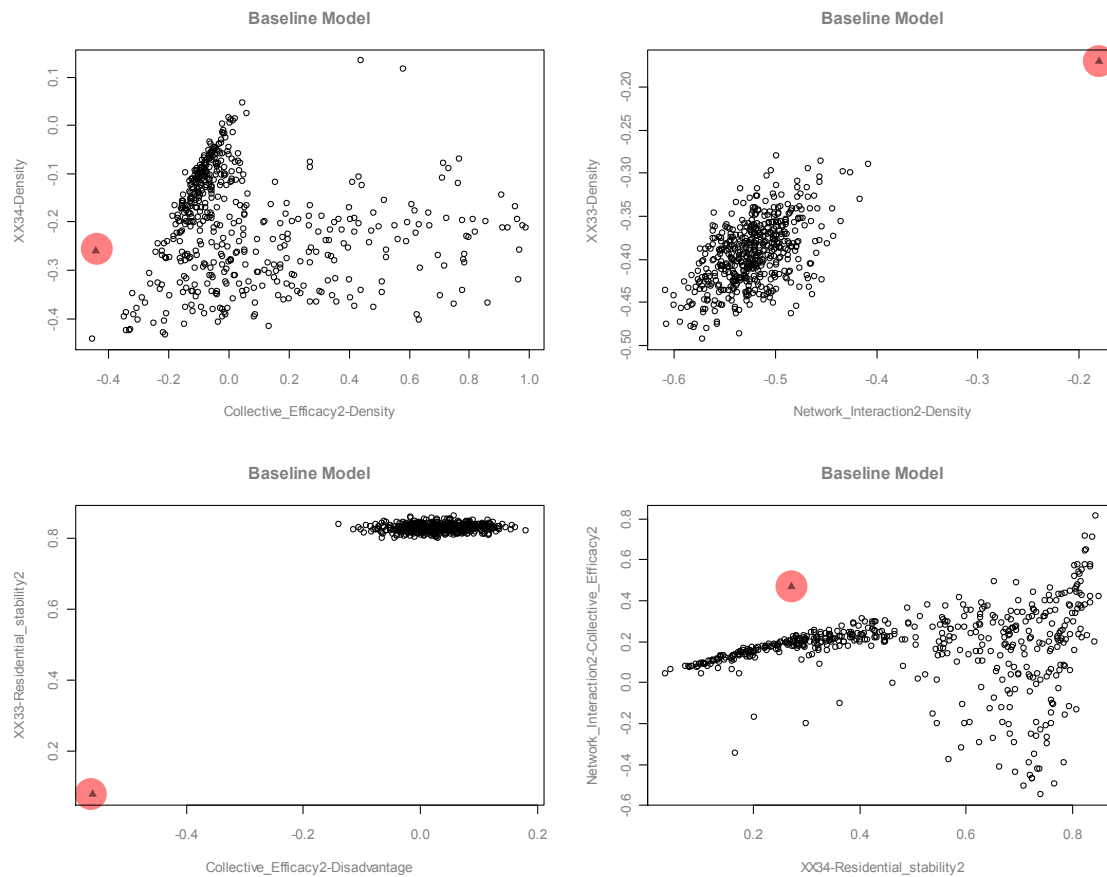 Baseline Model
XX34-Density
0.1
0.0
-0.1
-0.2
-0.3
-0.4
-0.4 -0.2 0.0 0.2 0.4 0.6 0.8 1.0
Collective_Efficacy2-Density
Baseline Model
XX33-Density
-0.20
-0.25
-0.30
-0.35
-0.40
-0.45
-0.50
-0.6 -0.5 -0.4 -0.3 -0.2
Network_Interaction2-Density
Baseline Model
XX33-Residential_stability2
0.8
0.6
0.4
0.2
-0.4 -0.2 0.0 0.2
Collective_Efficacy2-Disadvantage
Baseline Model
Network_Interaction2-Collective_Efficacy2
0.8
0.6
0.4
0.2
0.0
-0.2
-0.4
-0.6
0.2 0.4 0.6 0.8
XX34-Residential_stability2